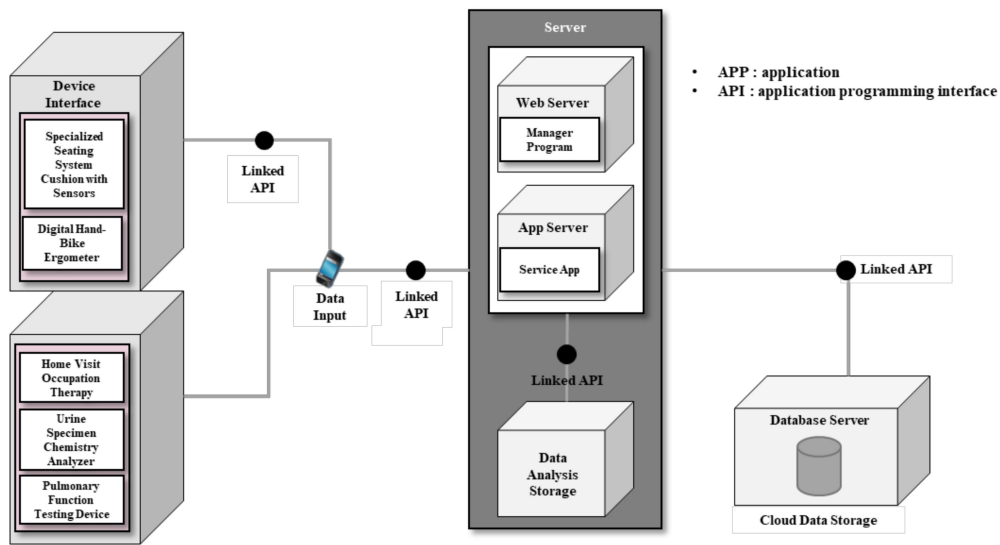 Device
Interface
Specialized
Seating
System
Cushion with
Sensors
Digital Hand-
Bike
Ergometer
Home Visit
Occupation
Therapy
Urine
Specimen
Chemistry
Analyzer
Pulmonary
Function
Testing Device
Linked
API
Data
Input
Linked
API
Server
Web Server
Manager
Program
App Server
Service App
Linked API
Data
Analysis
Storage
• APP : application
• API : application programming interface
Linked API
Database Server
Cloud Data Storage